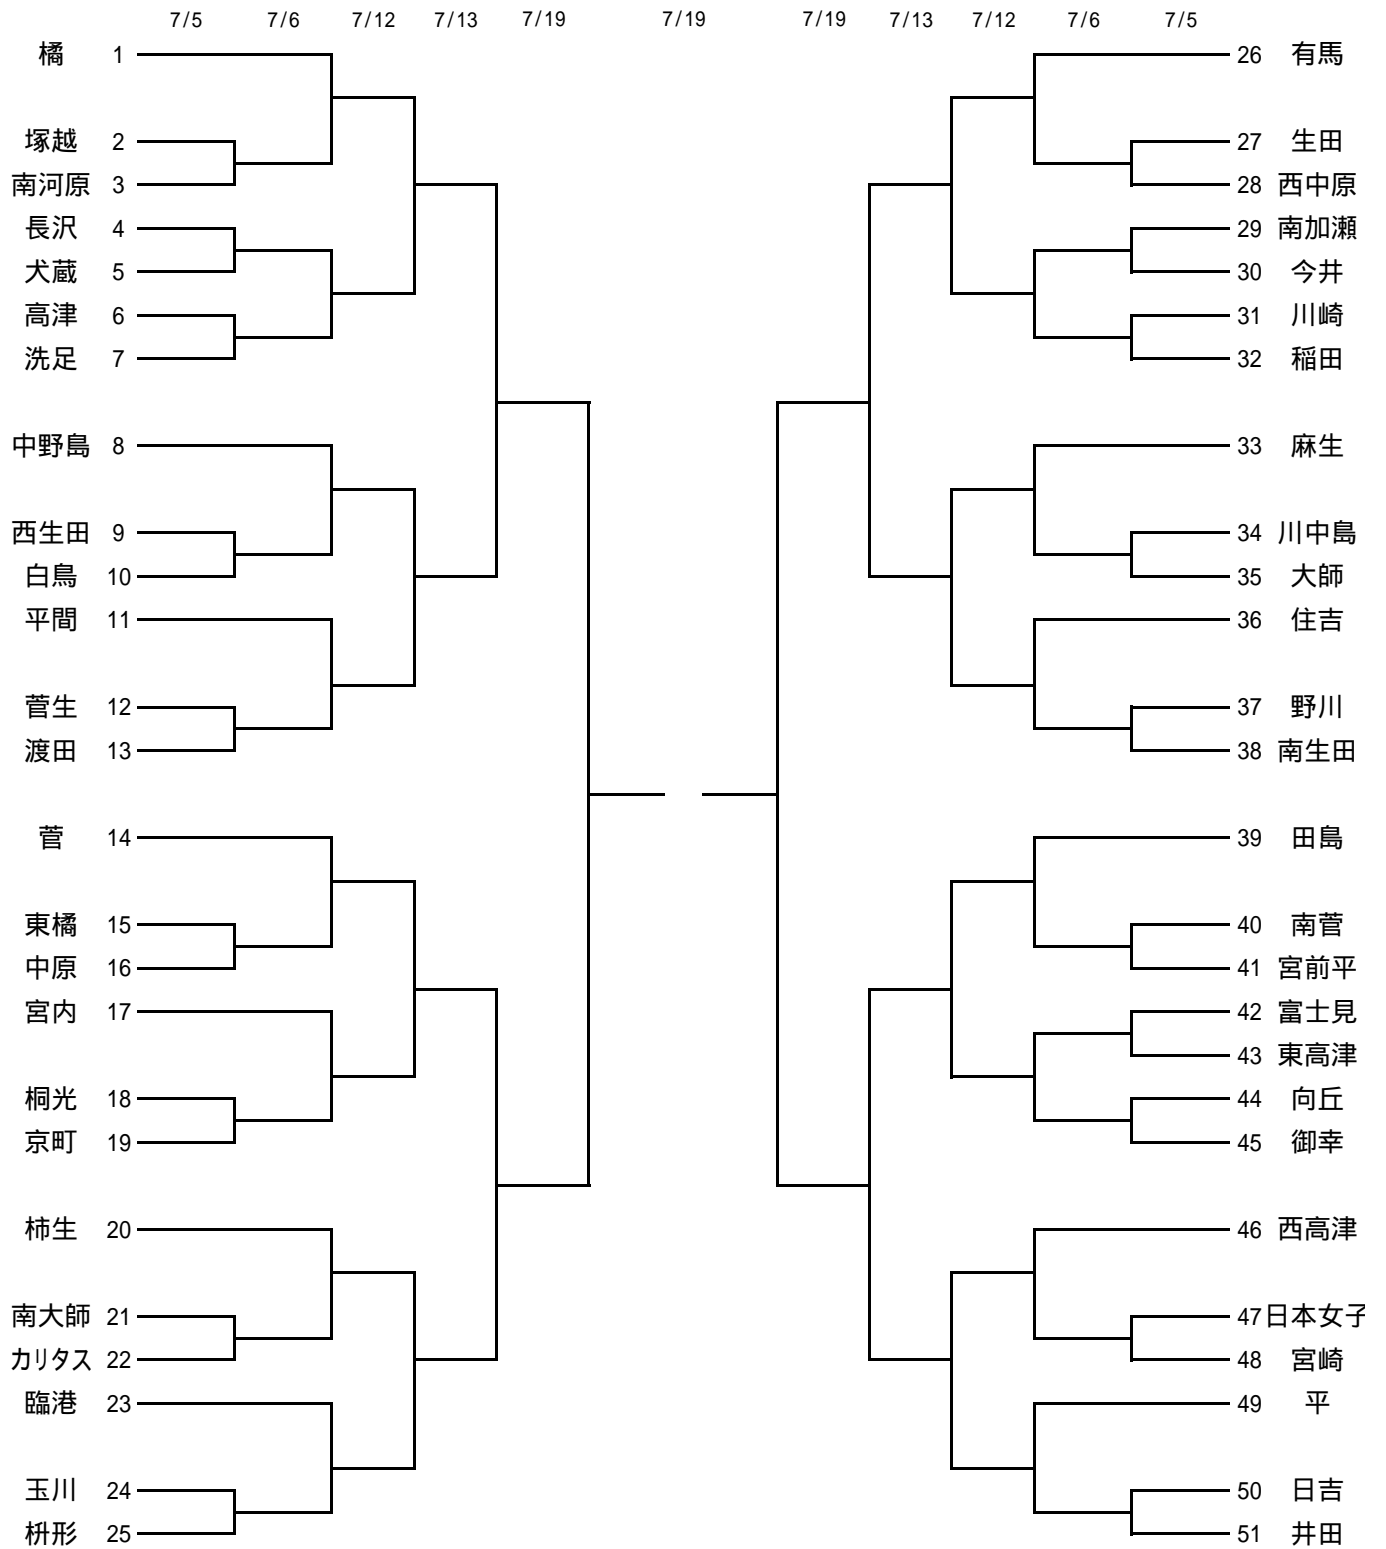 7/5 7/6 7/12 7/13 7/19 7/19 7/19 7/13 7/12 7/6 7/5
橘 1 26 有馬
塚越 2 27 生田
南河原 3 28 西中原
長沢 4 29 南加瀬
犬蔵 5 30 今井
高津 6 31 川崎
洗足 7 32 稲田
中野島 8 33 麻生
西生田 9 34 川中島
白鳥 10 35 大師
平間 11 36 住吉
菅生 12 37 野川
渡田 13 38 南生田
菅 14 39 田島
東橘 15 40 南菅
中原 16 41 宮前平
宮内 17 42 富士見
桐光 18 43 東高津
京町 19 44 向丘
45 御幸
柿生 20 46 西高津
南大師 21 47 日本女子
カリタス 22 48 宮崎
臨港 23 49 平
玉川 24 50 日吉
枡形 25 51 井田